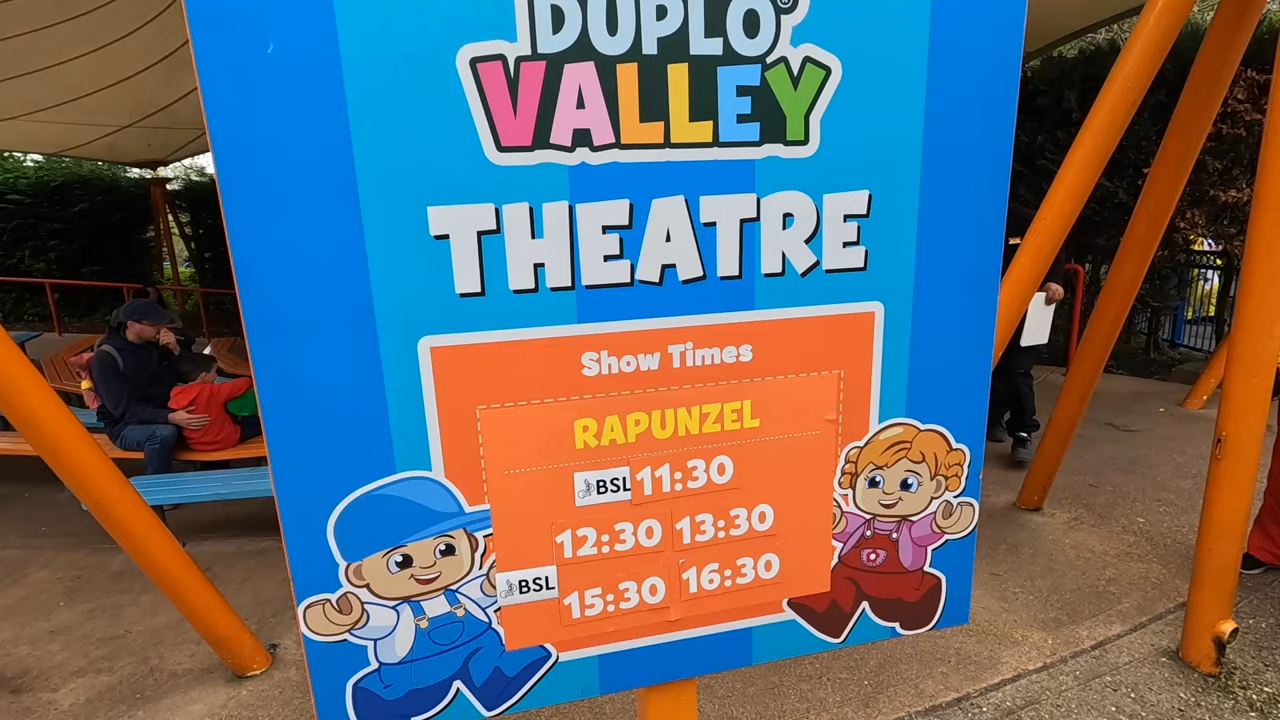 DUPLO®
VALLEY
THEATRE
Show Times
RAPUNZEL
BSL 11:30
12:30 13:30
BSL 15:30 16:30